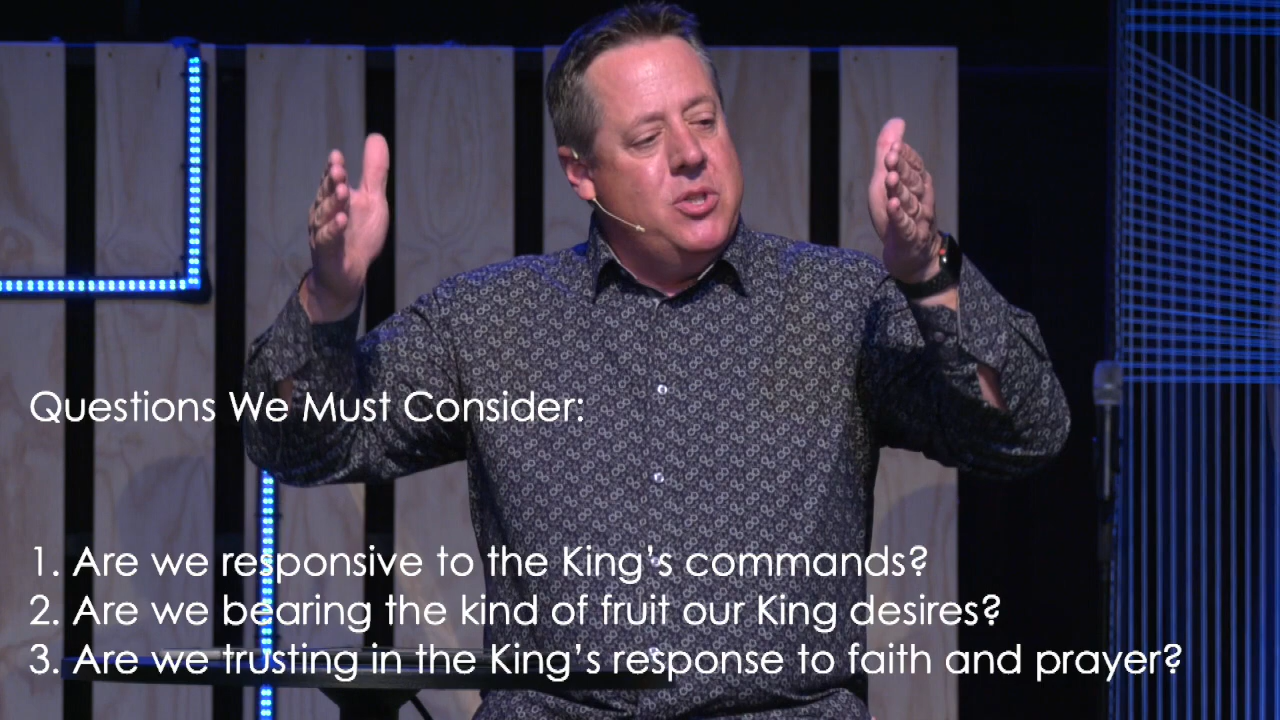 Questions We Must Consider:
1. Are we responsive to the King's commands?
2. Are we bearing the kind of fruit our King desires?
3. Are we trusting in the King's response to faith and prayer?